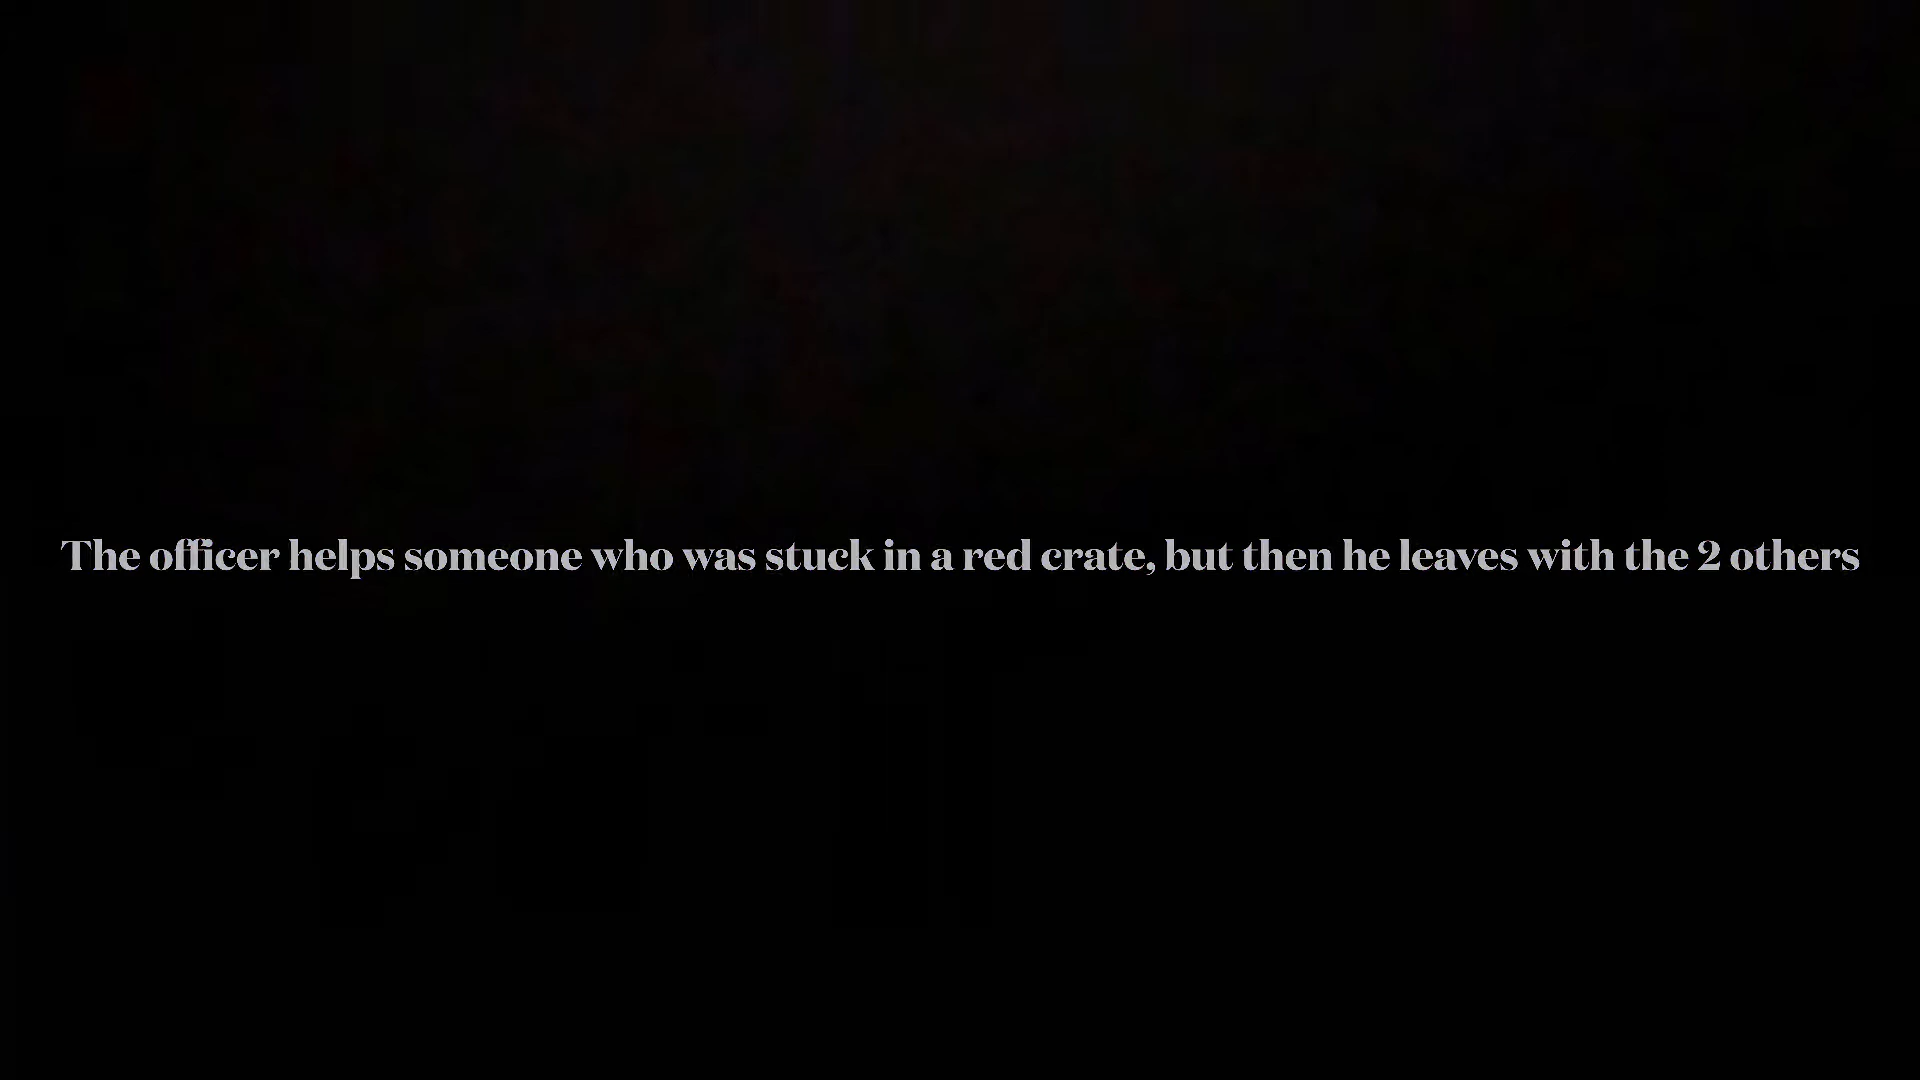 The officer helps someone who was stuck in a red crate, but then he leaves with the 2 others